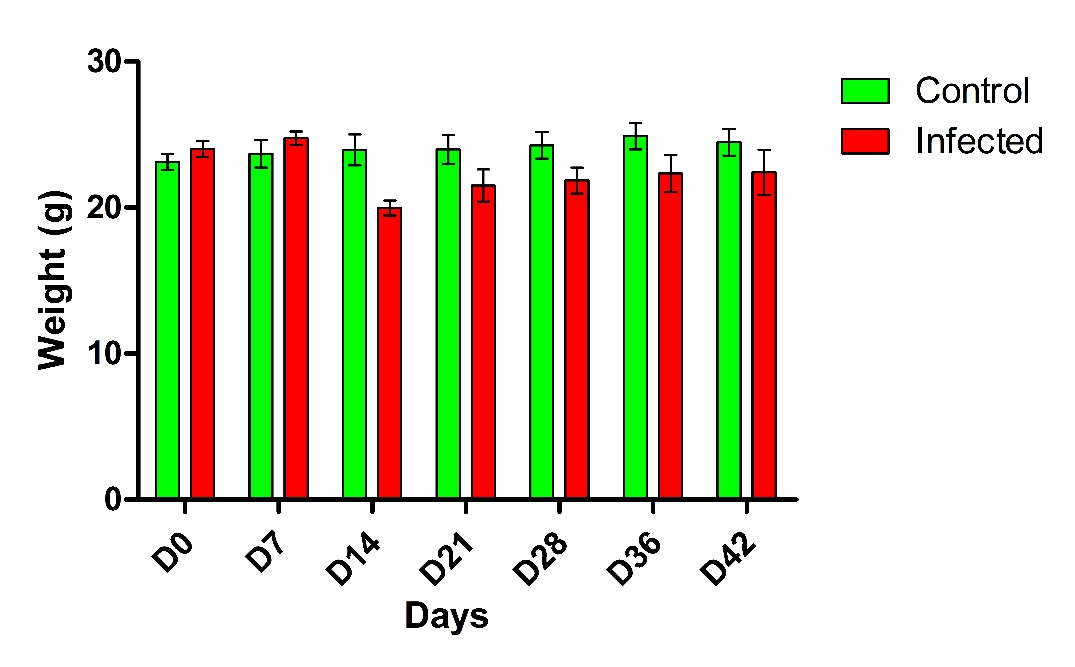 30
20
10
0
Weight (g)
D0
D7
D14
D21
D28
D36
D42
Days
Control
Infected